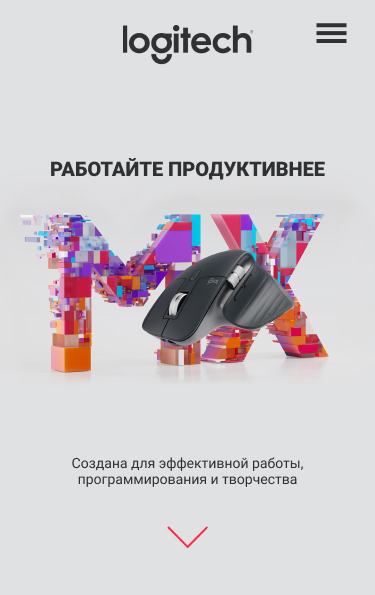 logitech
РАБОТАЙТЕ ПРОДУКТИВНЕЕ
MX
Создана для эффективной работы,
программирования и творчества